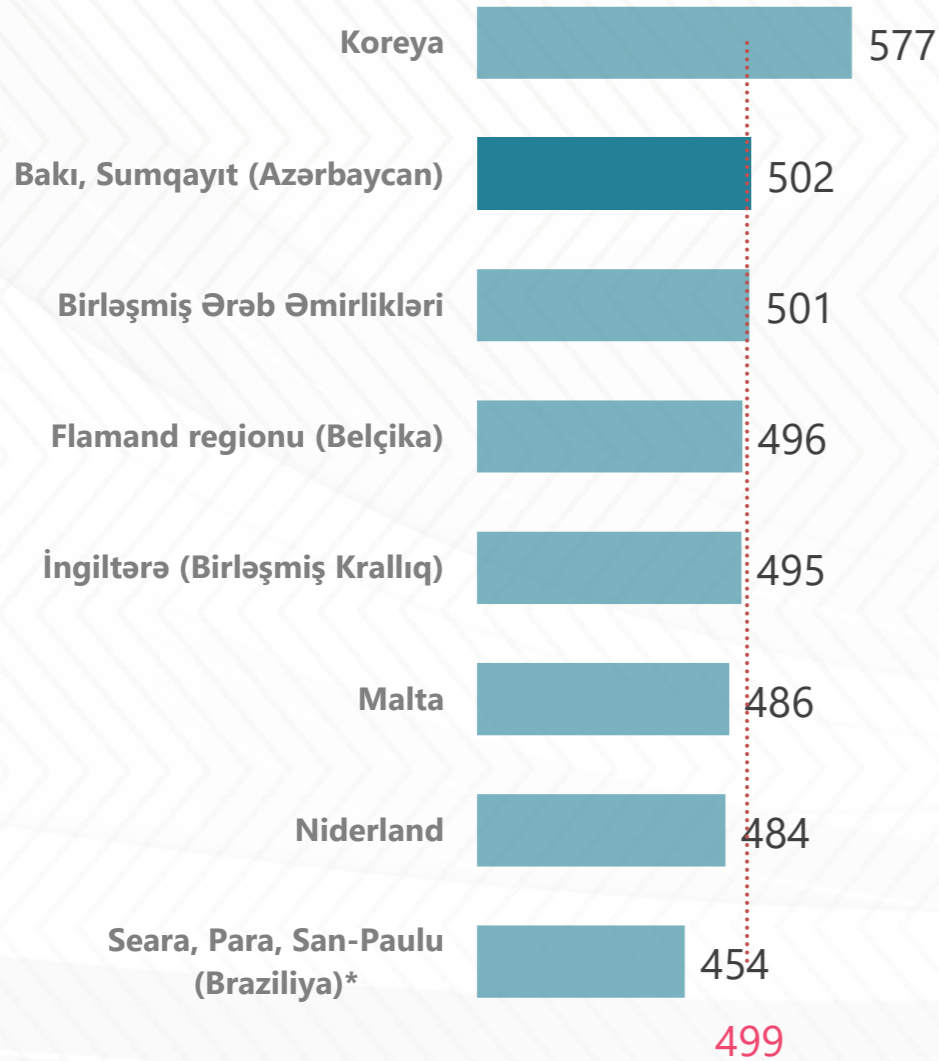 Koreya 577
Bakı, Sumqayıt (Azərbaycan) 502
Birləşmiş Ərəb Əmirlikləri 501
Flamand regionu (Belçika) 496
İngiltərə (Birləşmiş Krallıq) 495
Malta 486
Niderland 484
Seara, Para, San-Paulu
(Braziliya)* 454
499